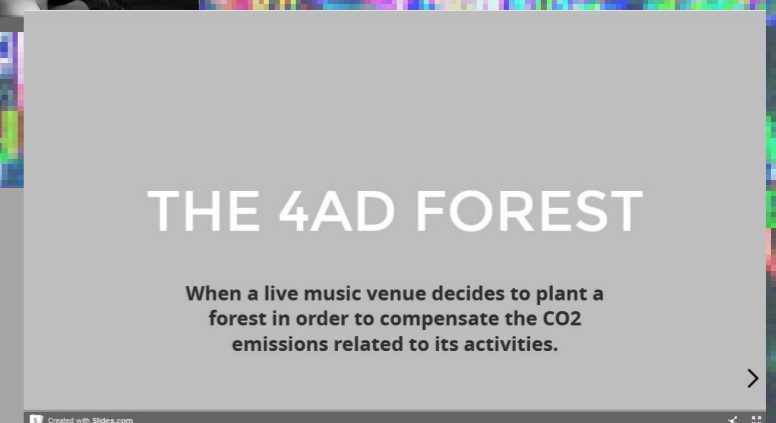 THE 4AD FOREST
When a live music venue decides to plant a
forest in order to compensate the CO2
emissions related to its activities.
S Created with Slides.com